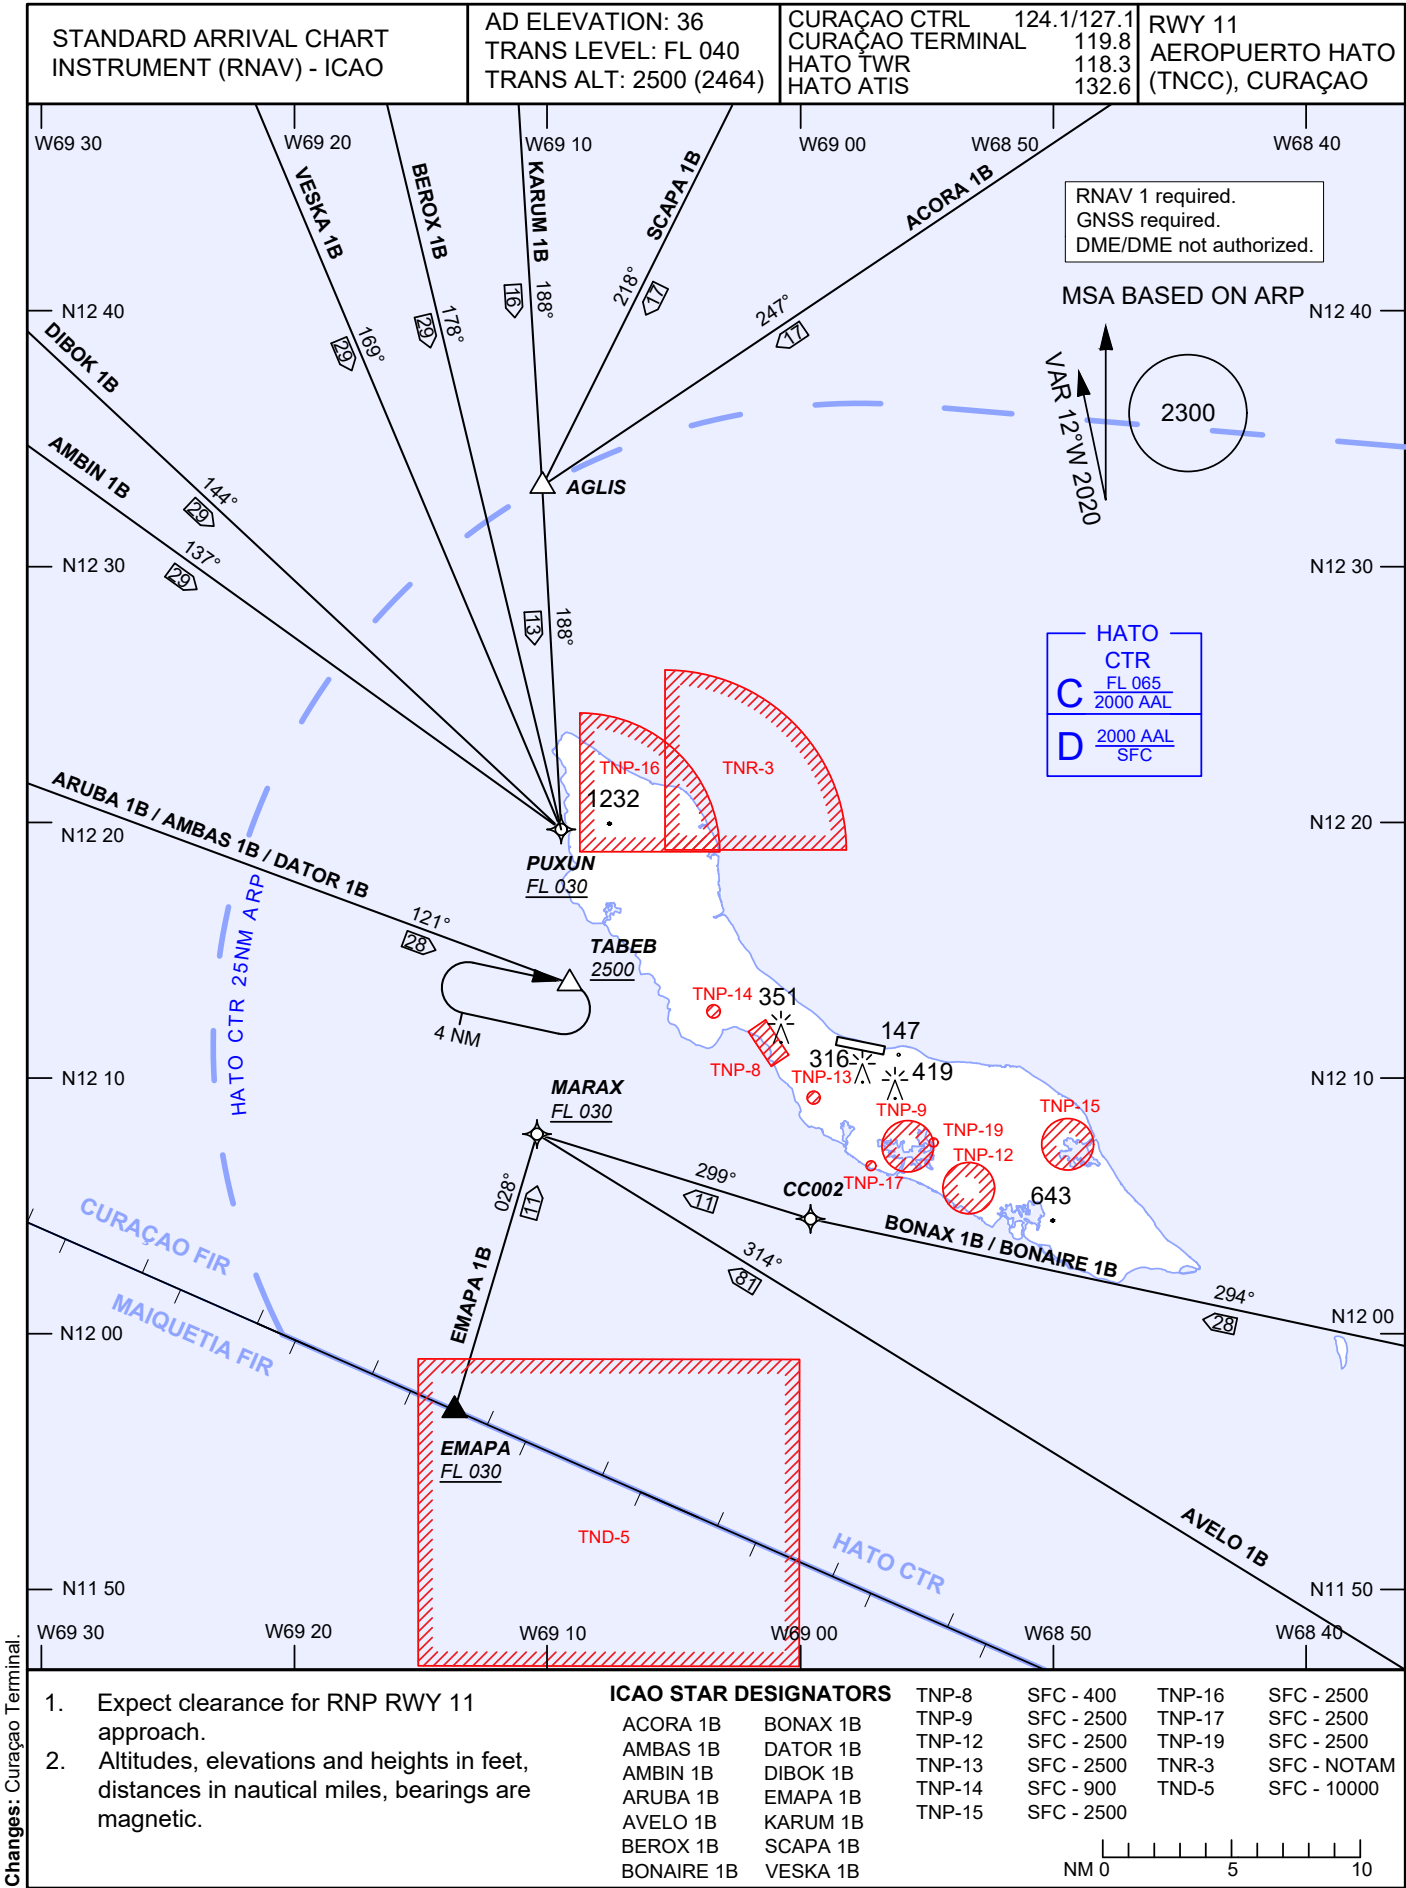 STANDARD ARRIVAL CHART
INSTRUMENT (RNAV) - ICAO
AD ELEVATION: 36
TRANS LEVEL: FL 040
TRANS ALT: 2500 (2464)
CURAÇAO CTRL 124.1/127.1
CURAÇAO TERMINAL 119.8
HATO TWR 118.3
HATO ATIS 132.6
RWY 11
AEROPUERTO HATO
(TNCC), CURAÇAO
W69 30
W69 20
W69 10
W69 00
W68 50
W68 40
VESKA 1B
BEROX 1B
KARUM 1B
SCAPA 1B
ACORA 1B
RNAV 1 required.
GNSS required.
DME/DME not authorized.
MSA BASED ON ARP
N12 40
N12 40
VAR 12°W 2020
2300
DIBOK 1B
AMBIN 1B
169°
29
178°
29
188°
16
218°
17
247°
17
144°
29
137°
29
AGLIS
N12 30
N12 30
188°
13
HATO
CTR
C
FL 065
2000 AAL
D
2000 AAL
SFC
TNP-16
TNR-3
1232
N12 20
N12 20
PUXUN
FL 030
ARUBA 1B / AMBAS 1B / DATOR 1B
121°
28
TABEB
2500
4 NM
HATO CTR 25NM ARP
TNP-14
351
147
316
419
TNP-8
TNP-13
N12 10
N12 10
MARAX
FL 030
TNP-9
TNP-15
TNP-19
TNP-12
TNP-17
643
299°
11
CC002
028°
11
BONAX 1B / BONAIRE 1B
314°
18
294°
28
CURAÇAO FIR
MAIQUETIA FIR
EMAPA 1B
N12 00
N12 00
EMAPA
FL 030
TND-5
HATO CTR
AVELO 1B
N11 50
N11 50
W69 30
W69 20
W69 10
W69 00
W68 50
W68 40
Changes: Curaçao Terminal.
1. Expect clearance for RNP RWY 11
approach.
2. Altitudes, elevations and heights in feet,
distances in nautical miles, bearings are
magnetic.
ICAO STAR DESIGNATORS
ACORA 1B BONAX 1B
AMBAS 1B DATOR 1B
AMBIN 1B DIBOK 1B
ARUBA 1B EMAPA 1B
AVELO 1B KARUM 1B
BEROX 1B SCAPA 1B
BONAIRE 1B VESKA 1B
TNP-8 SFC - 400
TNP-9 SFC - 2500
TNP-12 SFC - 2500
TNP-13 SFC - 2500
TNP-14 SFC - 900
TNP-15 SFC - 2500
TNP-16 SFC - 2500
TNP-17 SFC - 2500
TNP-19 SFC - 2500
TNR-3 SFC - NOTAM
TND-5 SFC - 10000
NM 0 5 10